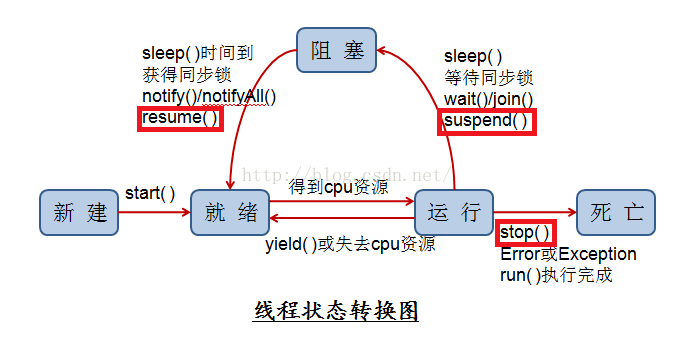 阻 塞
sleep( )时间到
获得同步锁
notify()/notifyAll()
resume( )
sleep( )
等待同步锁
wait()/join()
suspend( )
http://blog.csdn.net/
新 建
start( )
就 绪
得到cpu资源
yield( )或失去cpu资源
运 行
stop( )
Error或Exception
run( )执行完成
死 亡
线程状态转换图